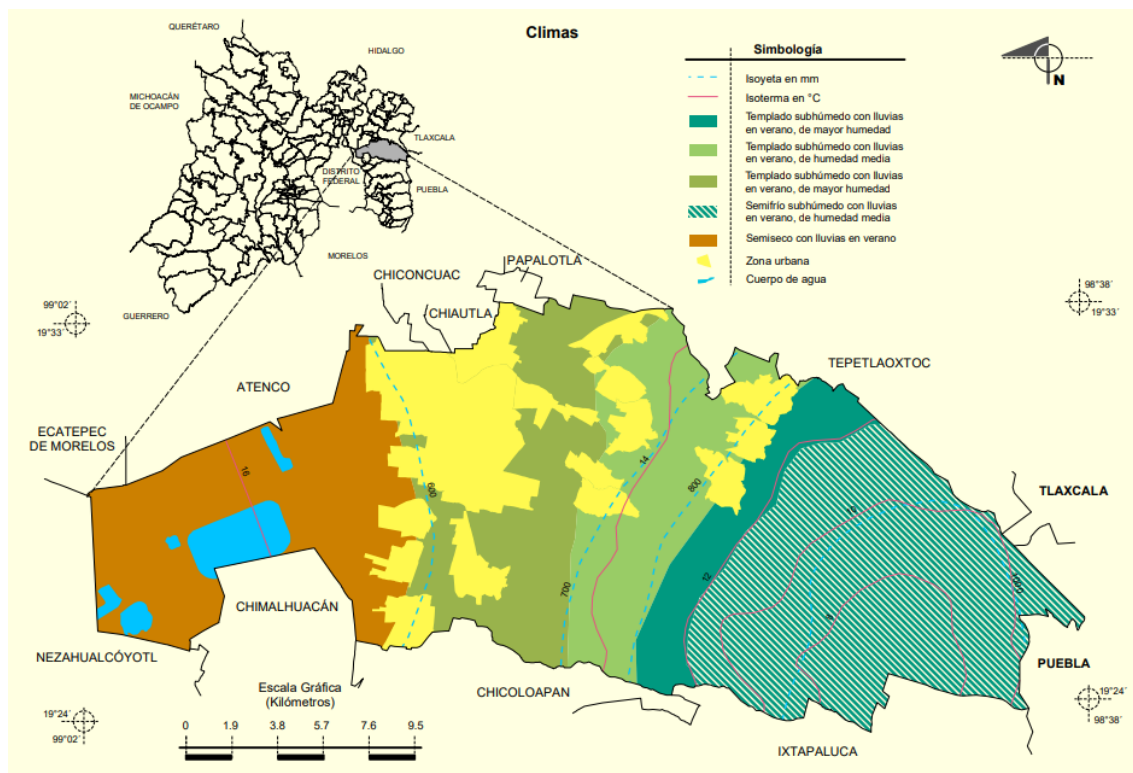 Climas
QUERÉTARO
HIDALGO
MICHOACÁN
DE OCAMPO
TLAXCALA
DISTRITO
FEDERAL
PUEBLA
MORELOS
GUERRERO
Simbología
Isoyeta en mm
Isoterma en °C
Templado subhúmedo con lluvias
en verano, de mayor humedad
Templado subhúmedo con lluvias
en verano, de humedad media
Templado subhúmedo con lluvias
en verano, de mayor humedad
Semifrío subhúmedo con lluvias
en verano, de humedad media
Semiseco con lluvias en verano
Zona urbana
Cuerpo de agua
N
99°02´
19°33´
98°38´
19°33´
PAPALOTLA
CHICONCUAC
CHIAUTLA
TEPETLAOXTOC
ATENCO
ECATEPEC
DE MORELOS
16
600
14
800
700
12
10
1000
8
TLAXCALA
CHIMALHUACÁN
NEZAHUALCÓYOTL
PUEBLA
CHICOLOAPAN
IXTAPALUCA
Escala Gráfica
(Kilómetros)
0 1.9 3.8 5.7 7.6 9.5
19°24´
99°02´
19°24´
98°38´